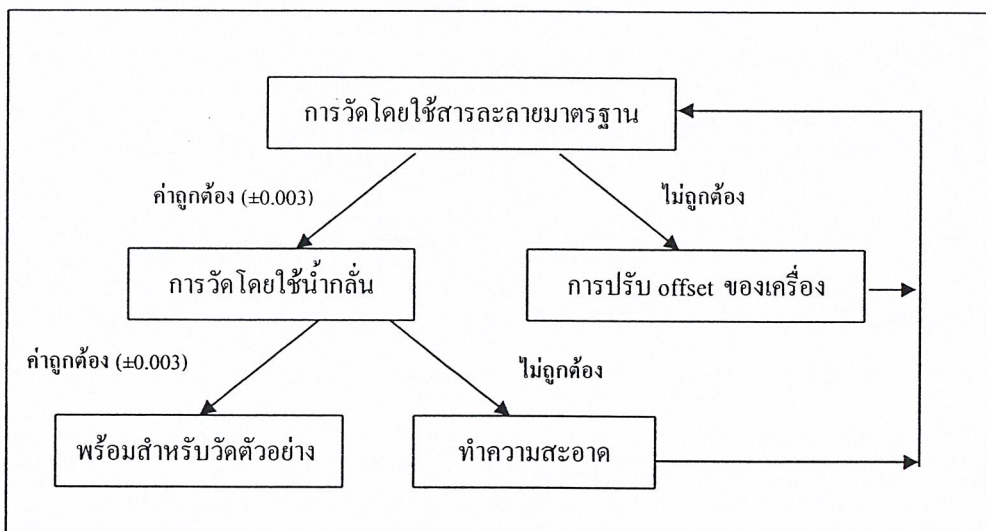 การวัดโดยใช้สารละลายมาตรฐาน
ค่าถูกต้อง (±0.003)
ไม่ถูกต้อง
การวัดโดยใช้น้ำกลั่น
การปรับ offset ของเครื่อง
ค่าถูกต้อง (±0.003)
ไม่ถูกต้อง
พร้อมสำหรับวัดตัวอย่าง
ทำความสะอาด